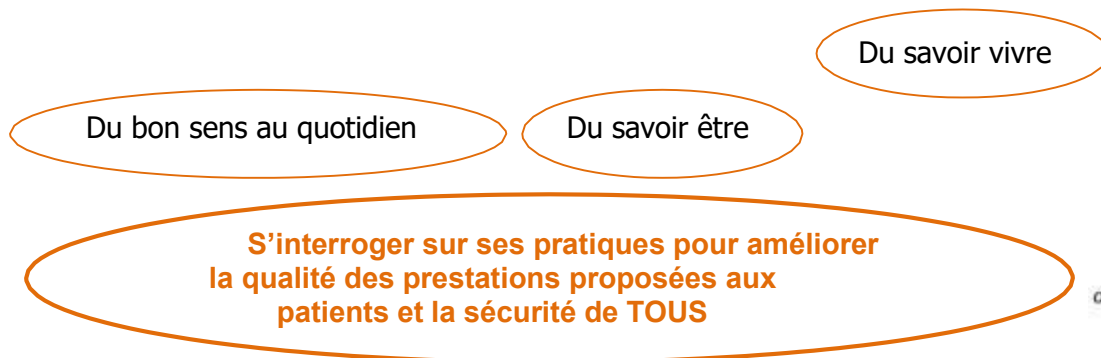 Du savoir vivre
Du bon sens au quotidien
Du savoir être
S’interroger sur ses pratiques pour améliorer
la qualité des prestations proposées aux
patients et la sécurité de TOUS